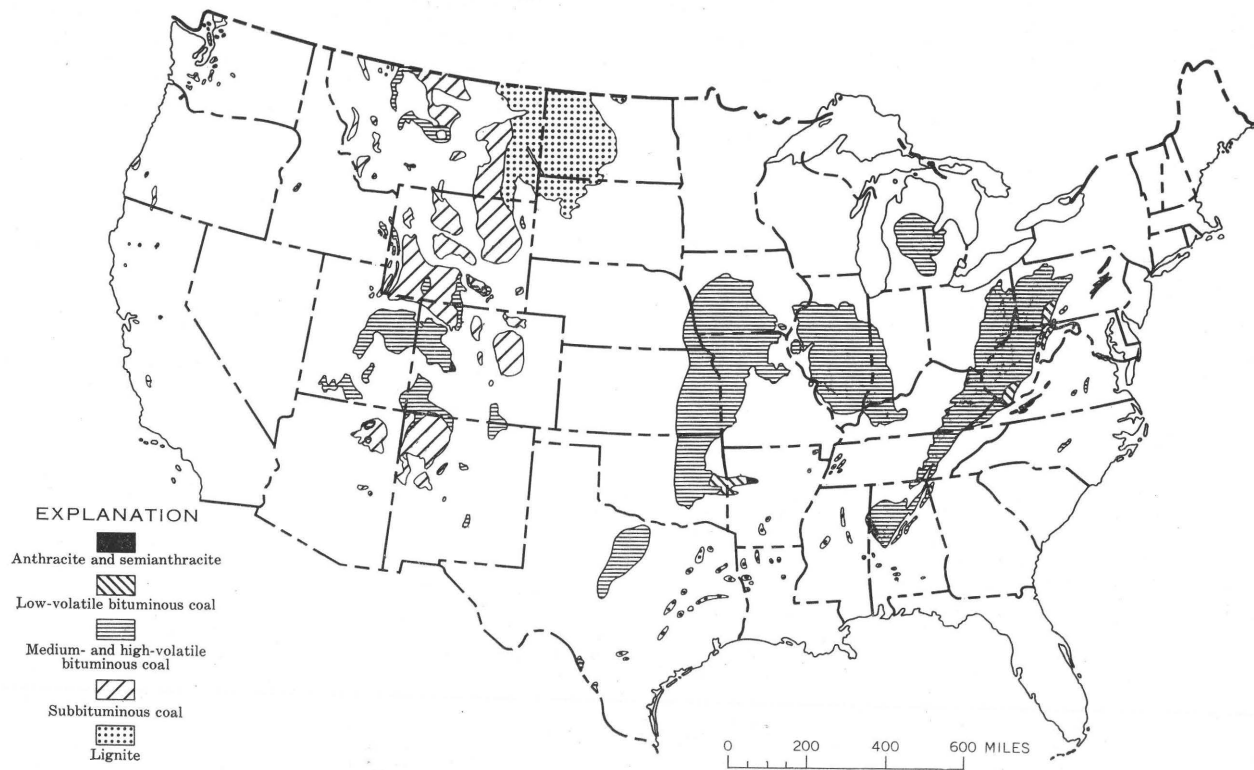 EXPLANATION
Anthracite and semianthracite
Low-volatile bituminous coal
Medium- and high-volatile
bituminous coal
Subbituminous coal
Lignite
0 200 400 600 MILES